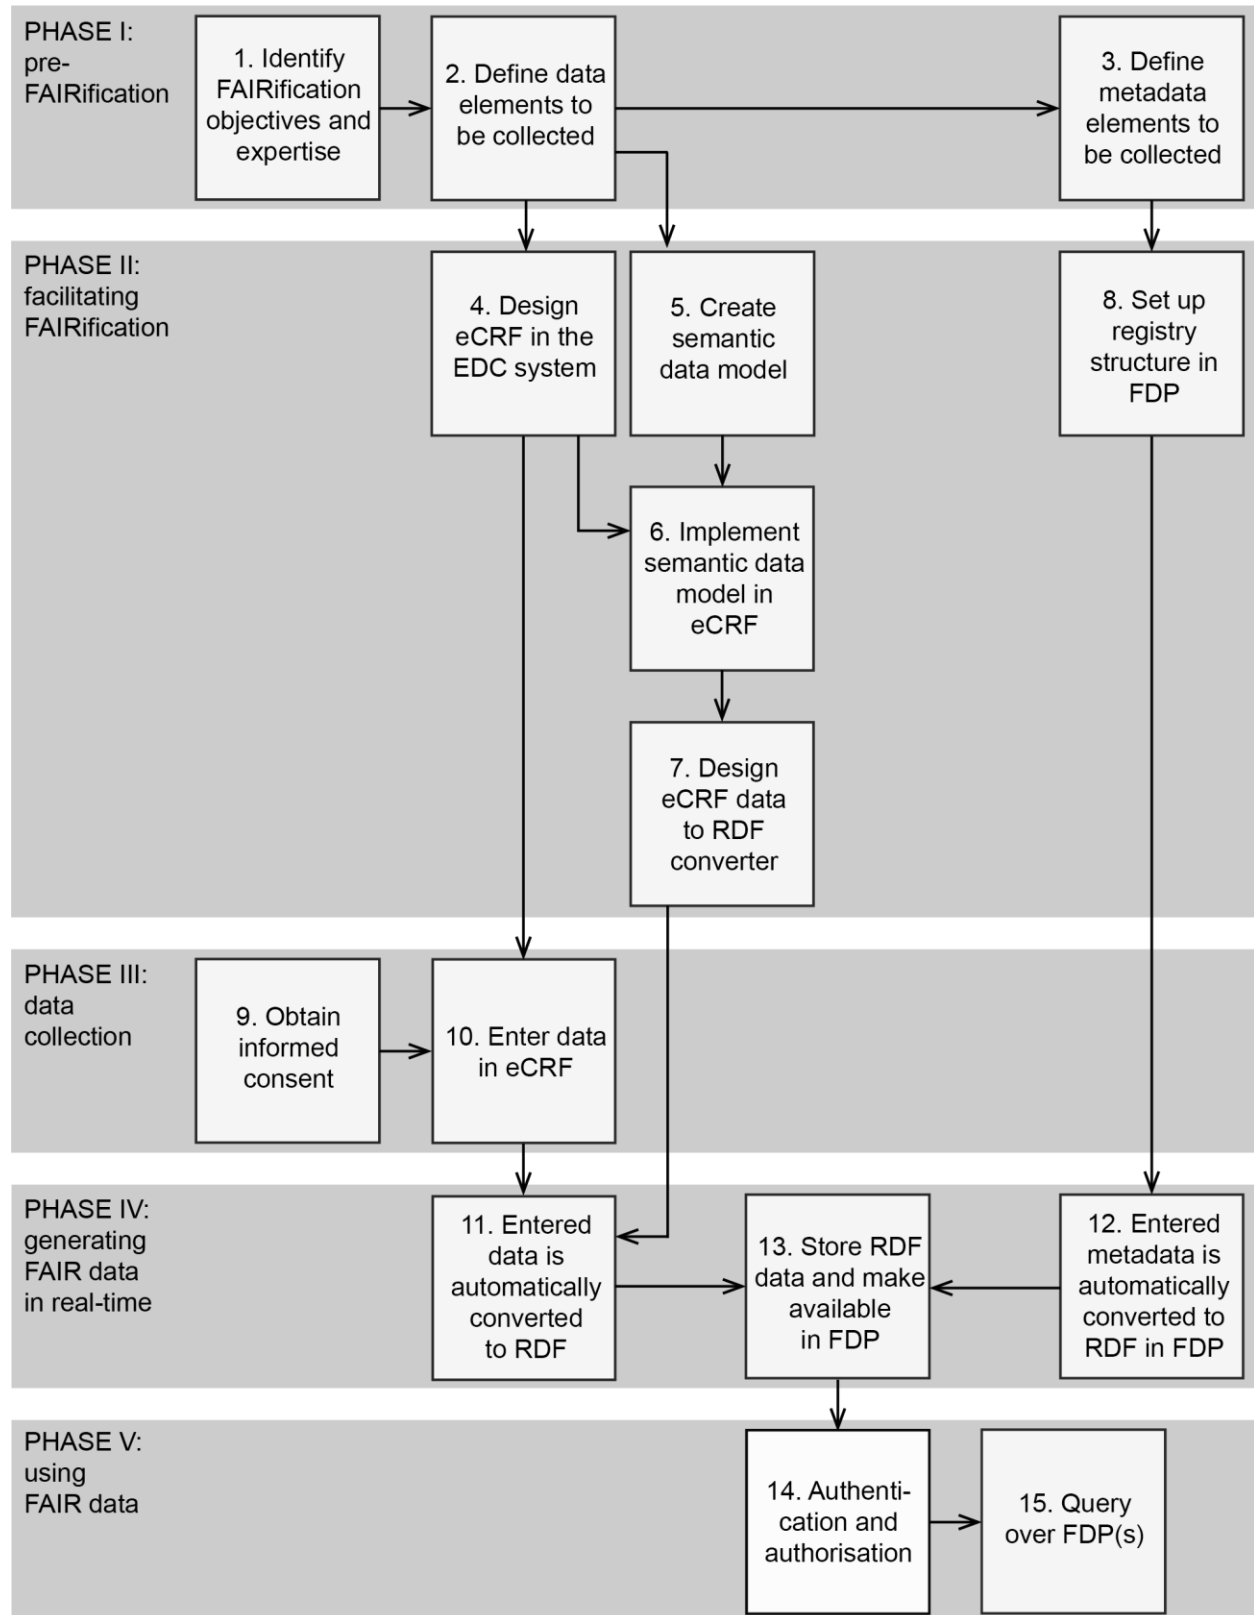 PHASE I:
pre-
FAIRification
1. Identify
FAIRification
objectives and
expertise
2. Define data
elements to
be collected
3. Define
metadata
elements to
be collected
PHASE II:
facilitating
FAIRification
4. Design
eCRF in the
EDC system
5. Create
semantic
data model
8. Set up
registry
structure in
FDP
6. Implement
semantic data
model in
eCRF
7. Design
eCRF data
to RDF
converter
PHASE III:
data
collection
9. Obtain
informed
consent
10. Enter data
in eCRF
PHASE IV:
generating
FAIR data
in real-time
11. Entered
data is
automatically
converted
to RDF
13. Store RDF
data and make
available
in FDP
12. Entered
metadata is
automatically
converted to
RDF in FDP
PHASE V:
using
FAIR data
14. Authenti-
cation and
authorisation
15. Query
over FDP(s)